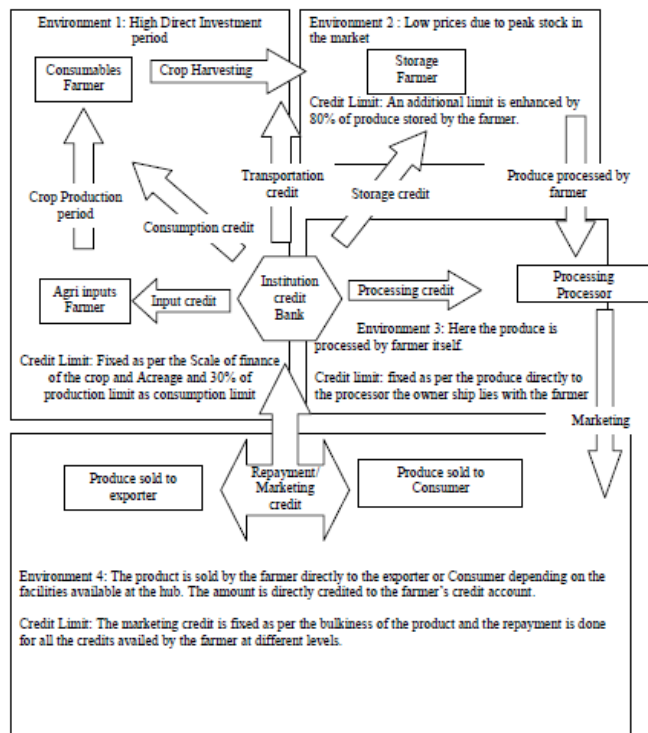 Environment 1: High Direct Investment
period
Environment 2 : Low prices due to peak stock in
the market
Consumables
Farmer
Crop Harvesting
Storage
Farmer
Credit Limit: An additional limit is enhanced by
80% of produce stored by the farmer.
Crop Production
period
Consumption credit
Transportation
credit
Storage credit
Produce processed by
farmer
Agri inputs
Farmer
Input credit
Institution
credit
Bank
Processing credit
Processing
Processor
Environment 3: Here the produce is
processed by farmer itself.
Credit Limit: Fixed as per the Scale of finance
of the crop and Acreage and 30% of
production limit as consumption limit
Credit limit: fixed as per the produce directly to
the processor the owner ship lies with the farmer
Marketing
Produce sold to
exporter
Repayment/
Marketing
credit
Produce sold to
Consumer
Environment 4: The product is sold by the farmer directly to the exporter or Consumer depending on the
facilities available at the hub. The amount is directly credited to the farmer's credit account.
Credit Limit: The marketing credit is fixed as per the bulkiness of the product and the repayment is done
for all the credits availed by the farmer at different levels.